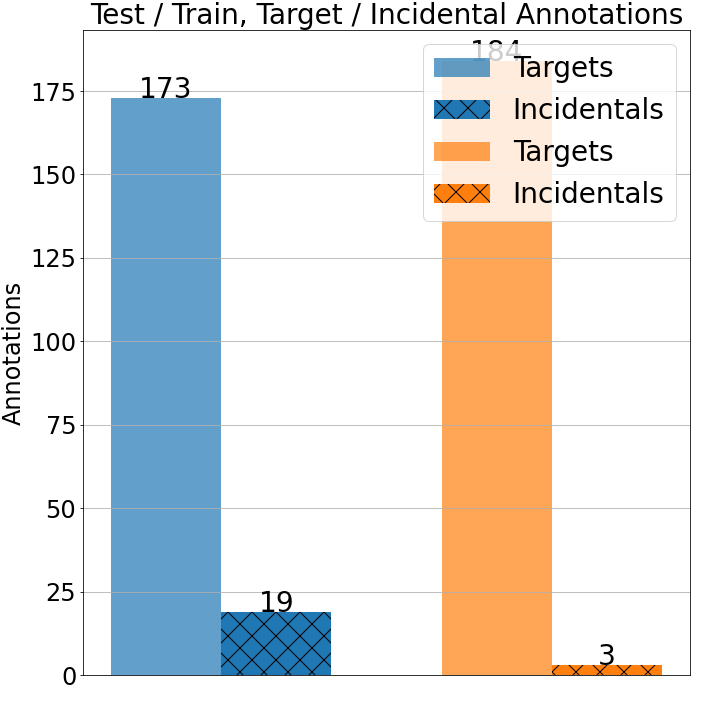 Test / Train, Target / Incidental Annotations
Annotations
175
150
125
100
75
50
25
0
173
19
184
3
Targets
Incidentals
Targets
Incidentals